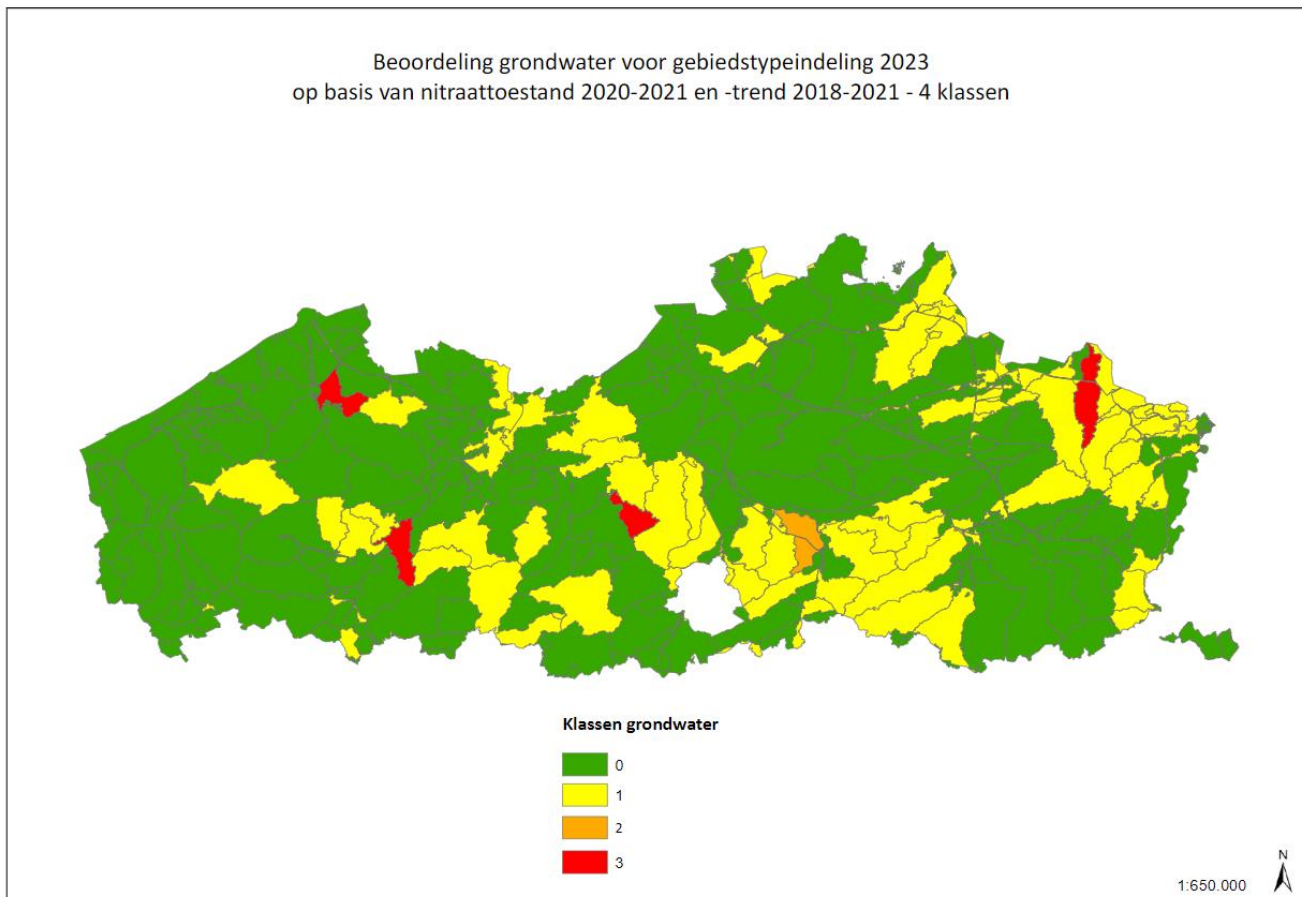 Beoordeling grondwater voor gebiedstypeindeling 2023
op basis van nitraattoestand 2020-2021 en -trend 2018-2021 - 4 klassen
Klassen grondwater
0
1
2
3
N
1:650.000